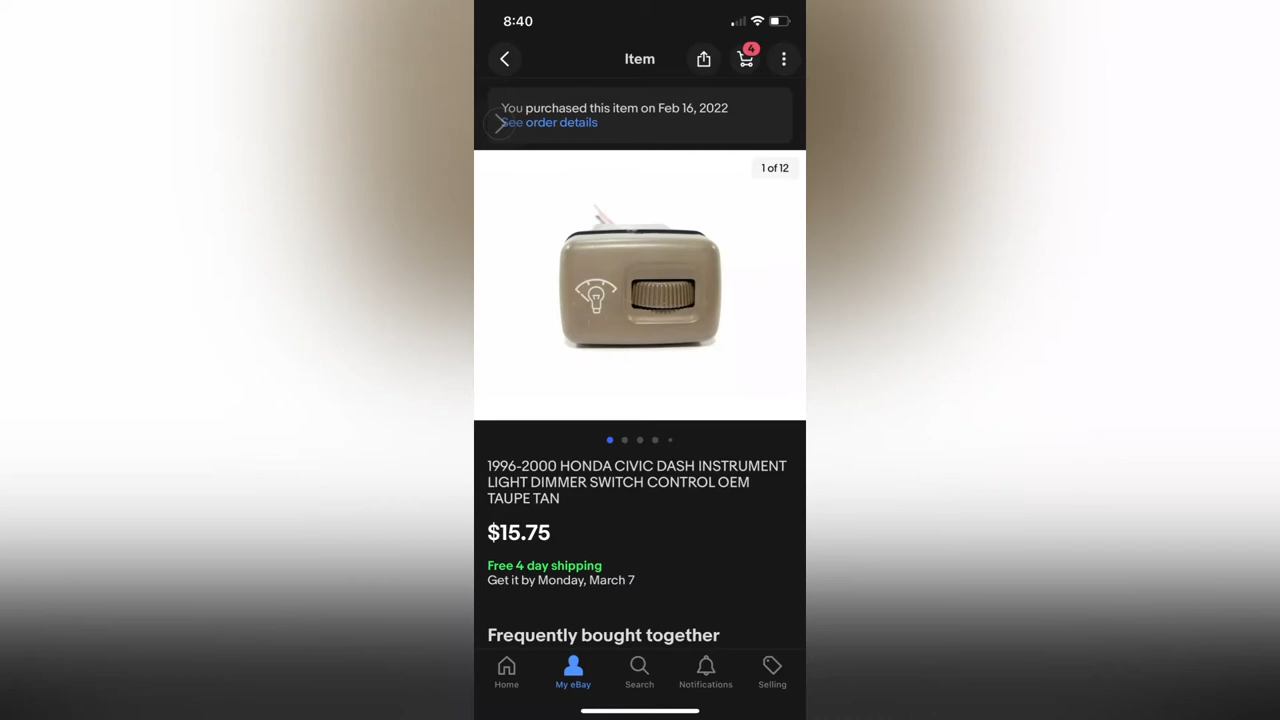 8:40
Item
4
You purchased this item on Feb 16, 2022
See order details
1 of 12
1996-2000 HONDA CIVIC DASH INSTRUMENT
LIGHT DIMMER SWITCH CONTROL OEM
TAUPE TAN
$15.75
Free 4 day shipping
Get it by Monday, March 7
Frequently bought together
Home
My eBay
Search
Notifications
Selling